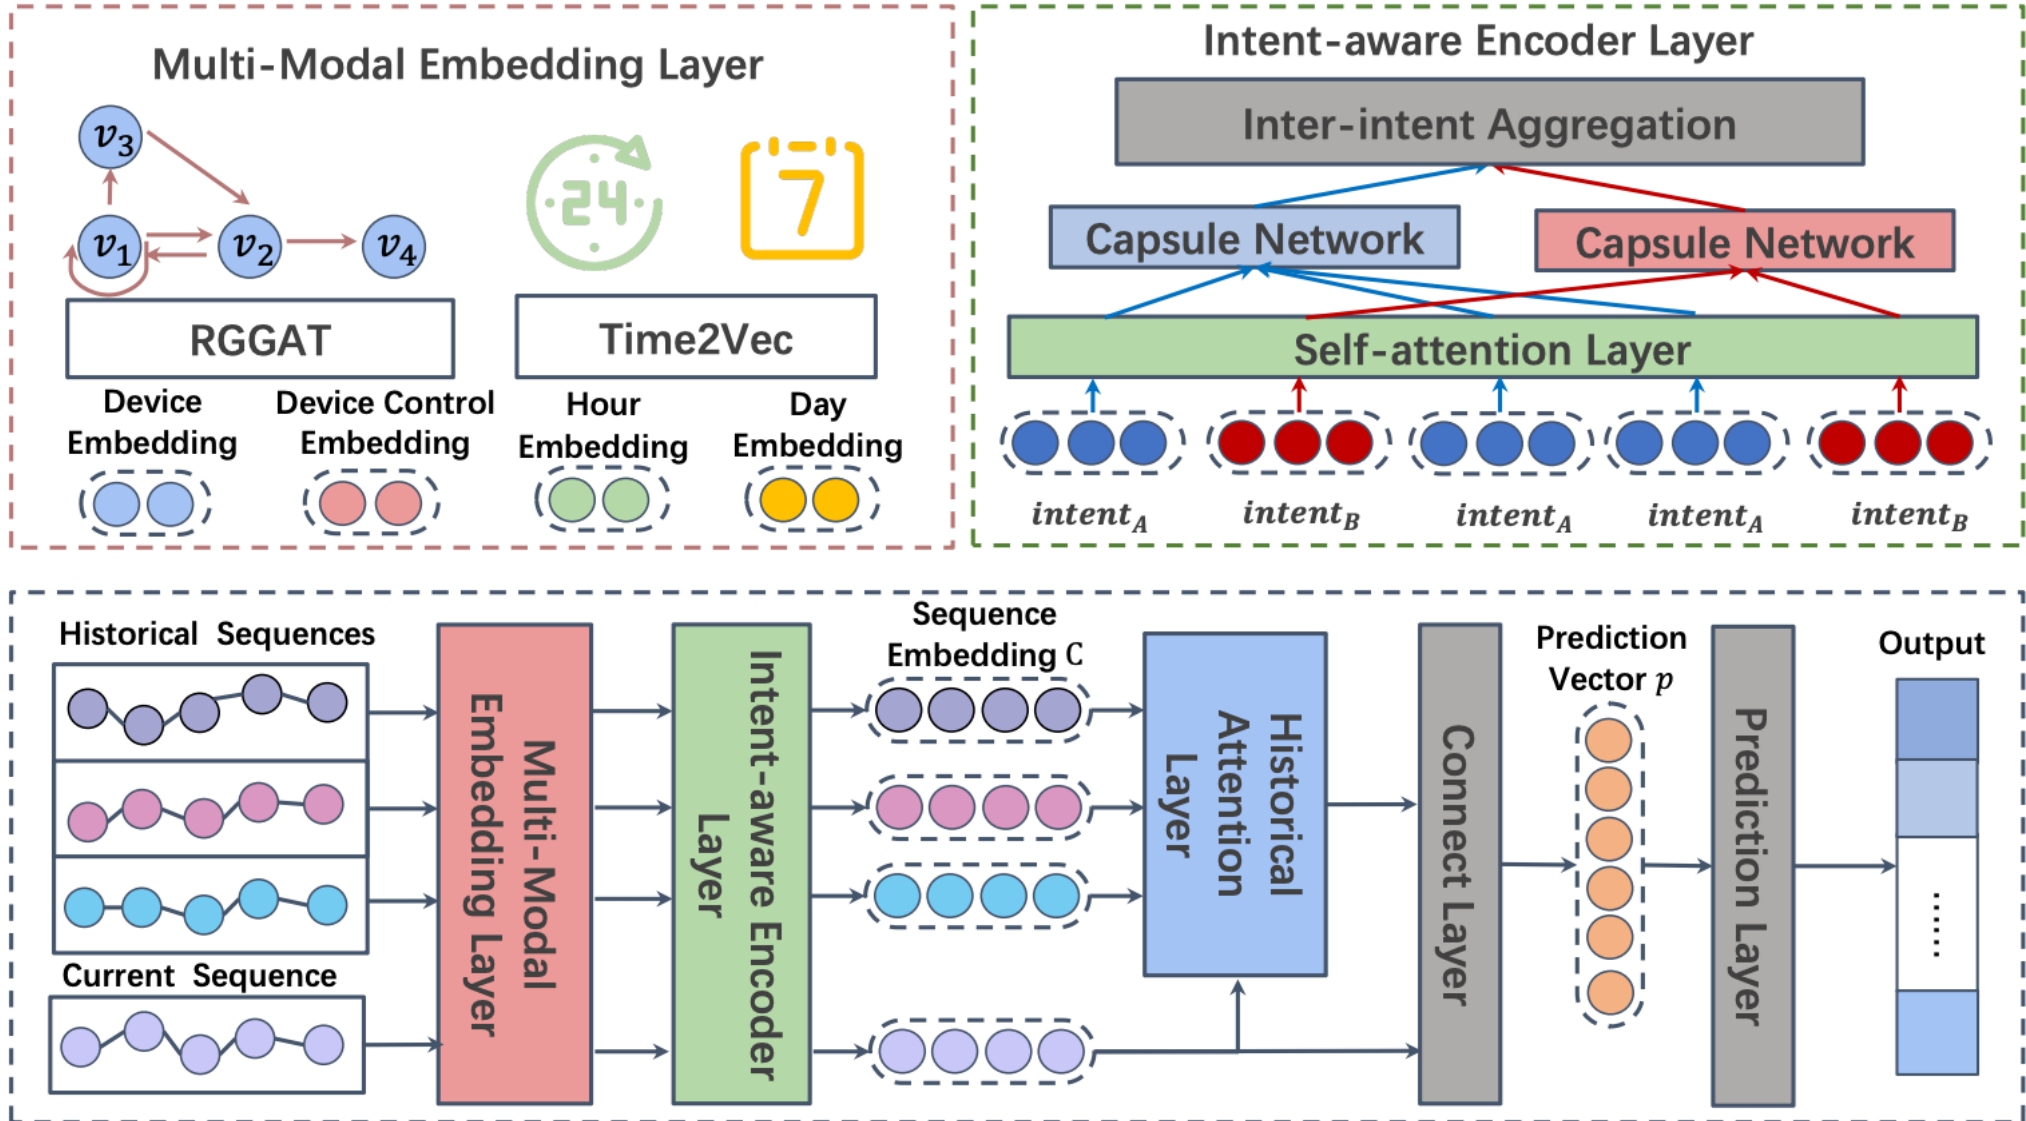 Multi-Modal Embedding Layer
v3
v1
v2
v4
24
7
RGGAT
Time2Vec
Device
Embedding
Device Control
Embedding
Hour
Embedding
Day
Embedding
Intent-aware Encoder Layer
Inter-intent Aggregation
Capsule Network
Capsule Network
Self-attention Layer
intentA
intentB
intentA
intentA
intentB
Historical Sequences
Current Sequence
Multi-Modal
Embedding Layer
Intent-aware Encoder
Layer
Sequence
Embedding C
Historical
Attention
Layer
Connect Layer
Prediction
Vector p
Prediction Layer
Output
......